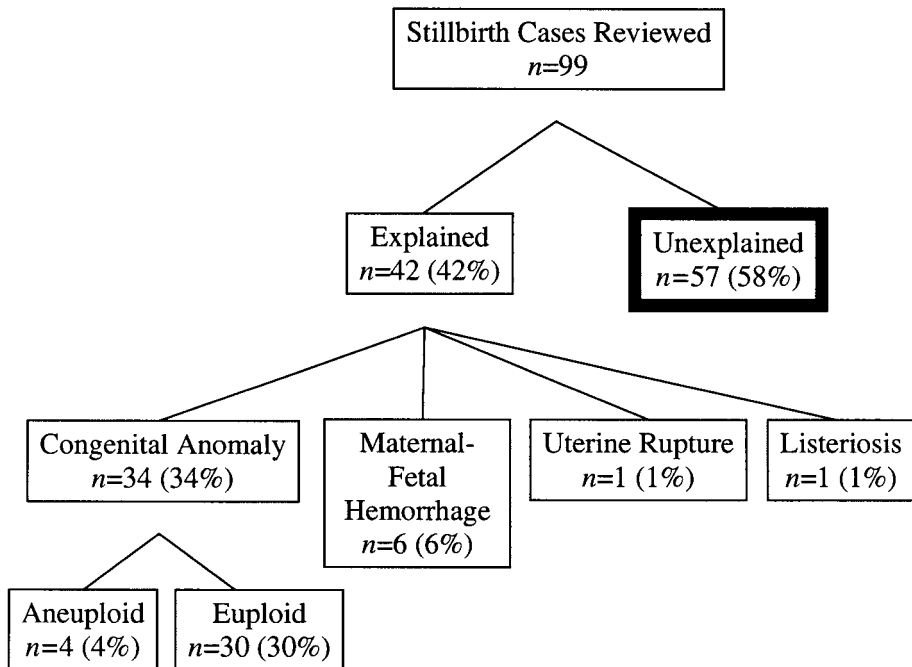 Stillbirth Cases Reviewed
n=99
Explained
n=42 (42%)
Unexplained
n=57 (58%)
Congenital Anomaly
n=34 (34%)
Maternal-
Fetal
Hemorrhage
n=6 (6%)
Uterine Rupture
n=1 (1%)
Listeriosis
n=1 (1%)
Aneuploid
n=4 (4%)
Euploid
n=30 (30%)